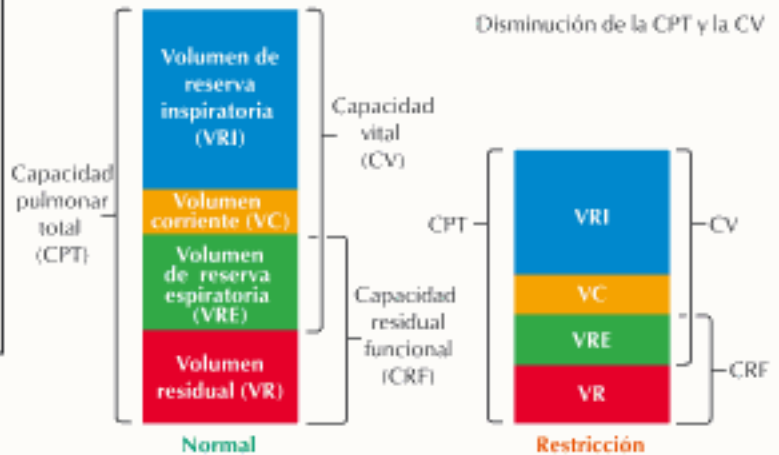 Disminución de la CPT y la CV
Capacidad
pulmonar
total
(CPT)
Volumen de
reserva
inspiratoria
(VRI)
Volumen
corriente (VC)
Volumen
de reserva
espiratoria
(VRE)
Volumen
residual (VR)
Capacidad
vital
(CV)
Capacidad
residual
funcional
(CRF)
Normal
CPT
VRI
VC
VRE
VR
CV
CRF
Restricción